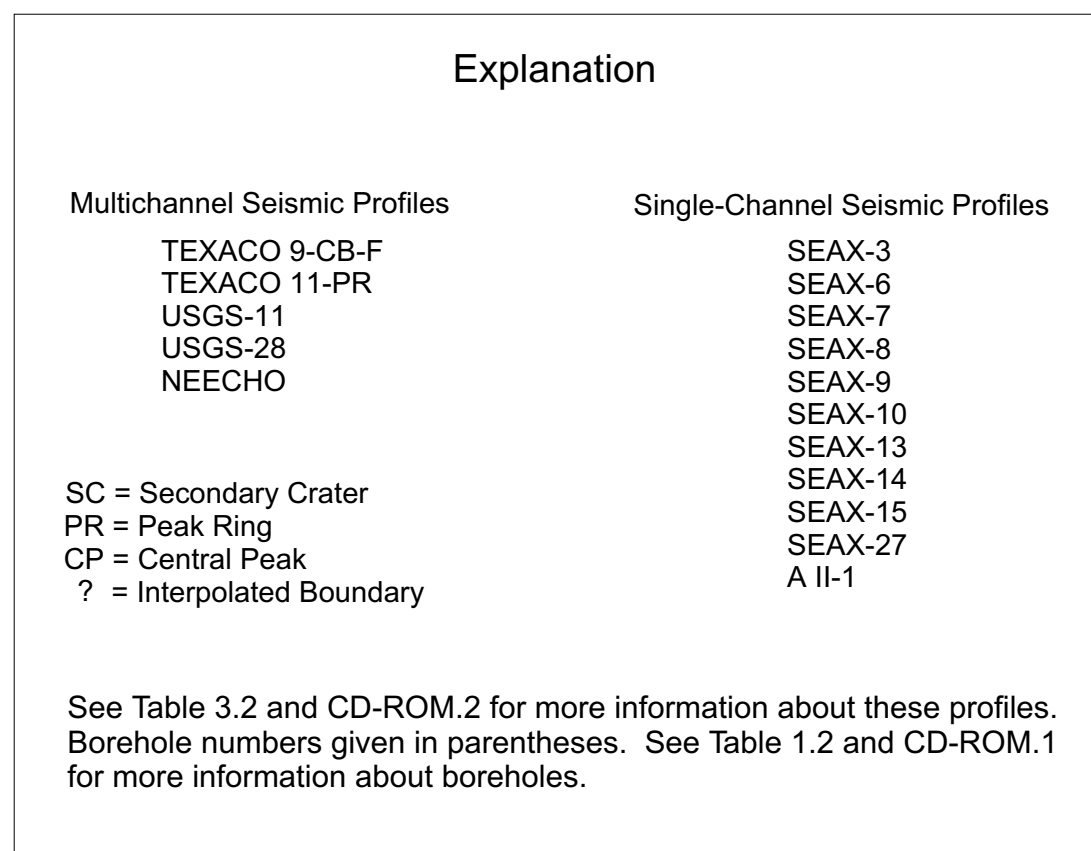 Explanation
Multichannel Seismic Profiles
TEXACO 9-CB-F
TEXACO 11-PR
USGS-11
USGS-28
NEECHO
SC = Secondary Crater
PR = Peak Ring
CP = Central Peak
? = Interpolated Boundary
Single-Channel Seismic Profiles
SEAX-3
SEAX-6
SEAX-7
SEAX-8
SEAX-9
SEAX-10
SEAX-13
SEAX-14
SEAX-15
SEAX-27
A II-1
See Table 3.2 and CD-ROM.2 for more information about these profiles.
Borehole numbers given in parentheses.  See Table 1.2 and CD-ROM.1
for more information about boreholes.